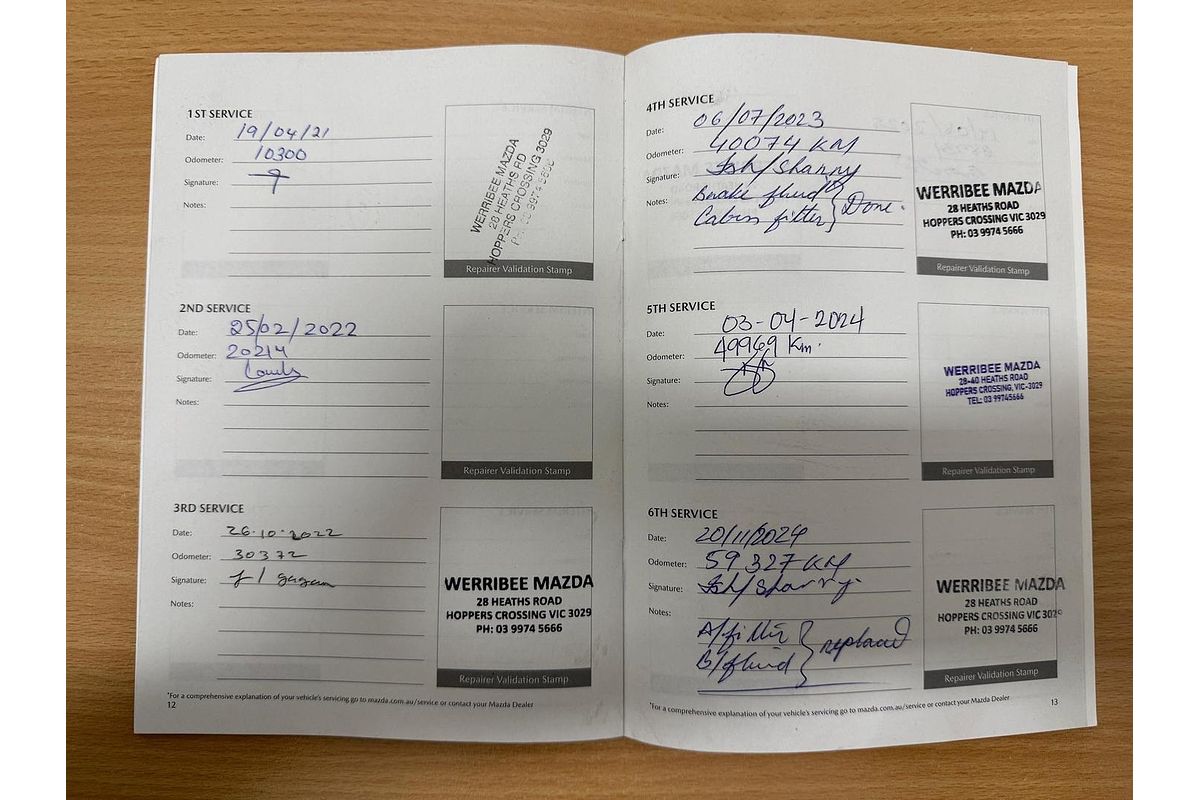 1ST SERVICE
Date: 19/04/21
Odometer: 10300
Signature:
Notes:
WERRIBEE MAZDA
28 HEATHS RD
HOPPERS CROSSING 3029
Repairer Validation Stamp
2ND SERVICE
Date: 25/02/2022
Odometer: 20214
Signature:
Notes:
Repairer Validation Stamp
3RD SERVICE
Date: 26.10.2022
Odometer: 30372
Signature:
Notes:
WERRIBEE MAZDA
28 HEATHS ROAD
HOPPERS CROSSING VIC 3029
PH: 03 9974 5666
Repairer Validation Stamp
*For a comprehensive explanation of your vehicle's servicing go to mazda.com.au/service or contact your Mazda Dealer
12
4TH SERVICE
Date: 06/07/2023
Odometer: 40074 KM
Signature: Ish/Shanny
Notes: Brake fluid
Cabin filter } Done.
WERRIBEE MAZDA
28 HEATHS ROAD
HOPPERS CROSSING VIC 3029
PH: 03 9974 5666
Repairer Validation Stamp
5TH SERVICE
Date: 03-04-2024
Odometer: 49969 Km.
Signature:
Notes:
WERRIBEE MAZDA
28-40 HEATHS ROAD
HOPPERS CROSSING, VIC-3029
TEL: 03 99745666
Repairer Validation Stamp
6TH SERVICE
Date: 20/11/2024
Odometer: 59327 KM
Signature: Ish/Shanny.
Notes:
A/filter
B/fluid } replaced
WERRIBEE MAZDA
28 HEATHS ROAD
HOPPERS CROSSING VIC 3029
PH: 03 9974 5666
Repairer Validation Stamp
*For a comprehensive explanation of your vehicle's servicing go to mazda.com.au/service or contact your Mazda Dealer
13